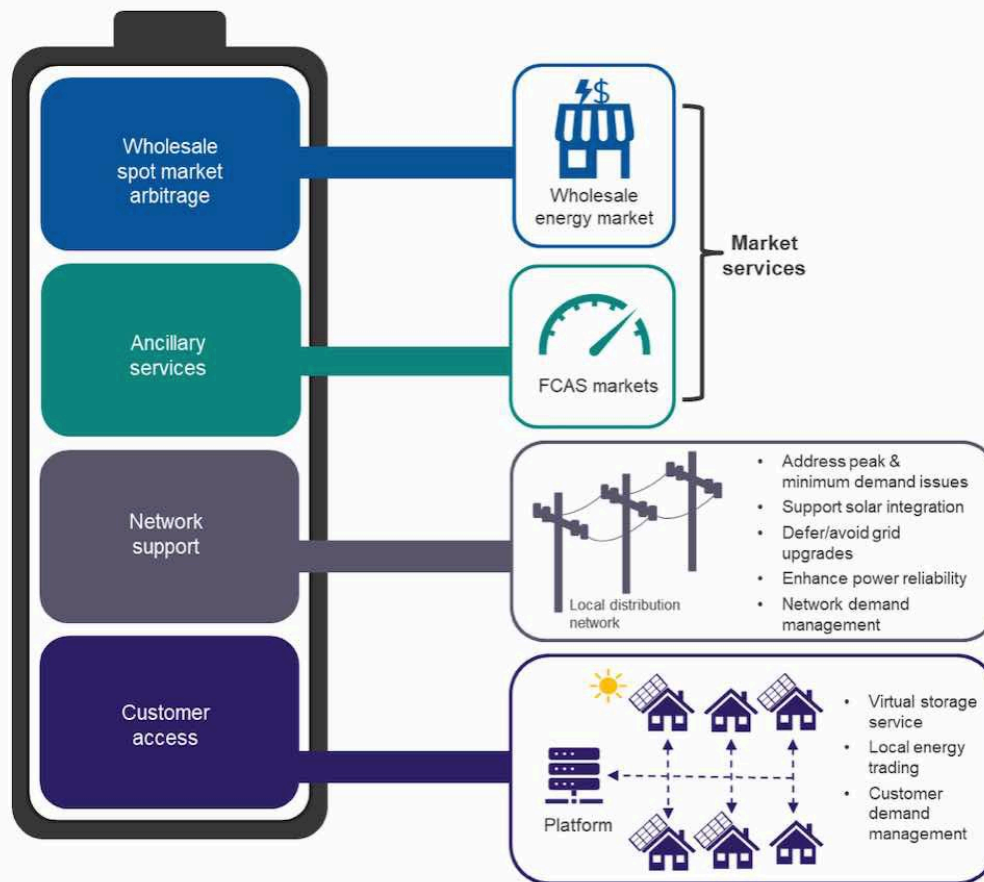 Wholesale
spot market
arbitrage
$
Wholesale
energy market
Market
services
Ancillary
services
FCAS markets
Network
support
Local distribution
network
• Address peak &
minimum demand issues
• Support solar integration
• Defer/avoid grid
upgrades
• Enhance power reliability
• Network demand
management
Customer
access
Platform
• Virtual storage
service
• Local energy
trading
• Customer
demand
management